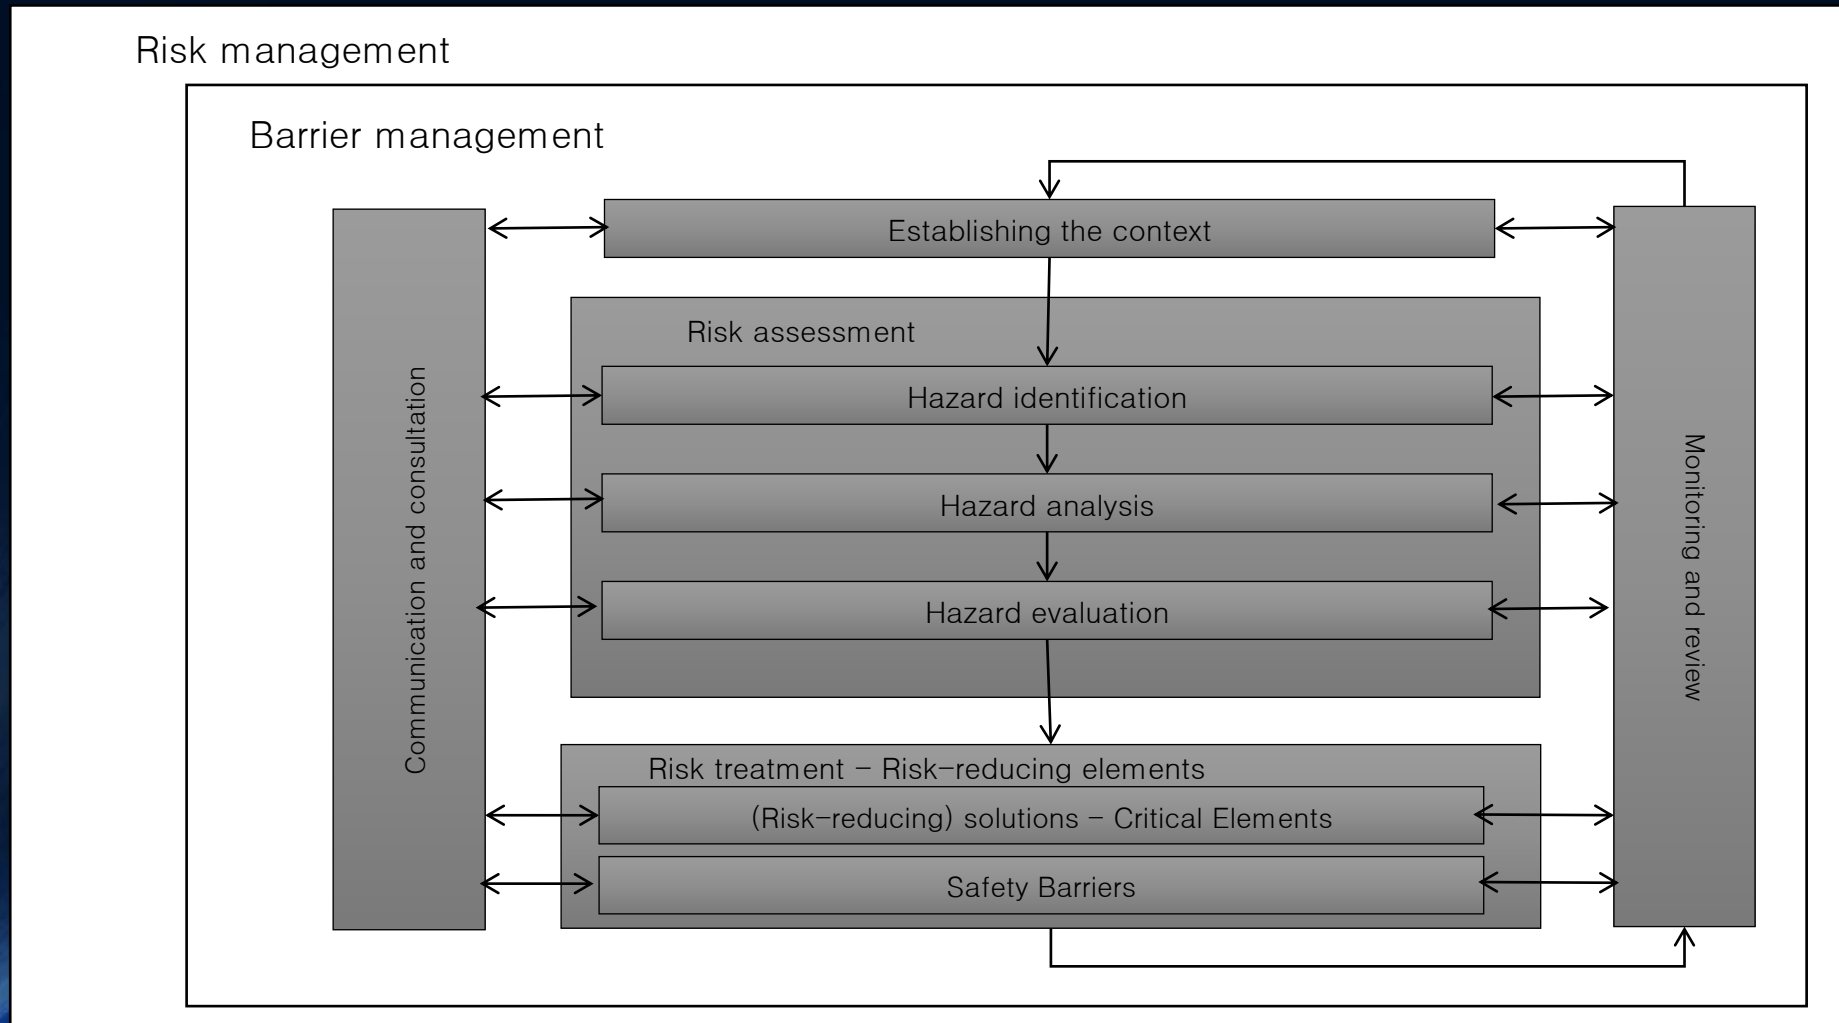 Risk management
Barrier management
Establishing the context
Communication and consultation
Risk assessment
Hazard identification
Hazard analysis
Hazard evaluation
Monitoring and review
Risk treatment – Risk–reducing elements
(Risk–reducing) solutions – Critical Elements
Safety Barriers